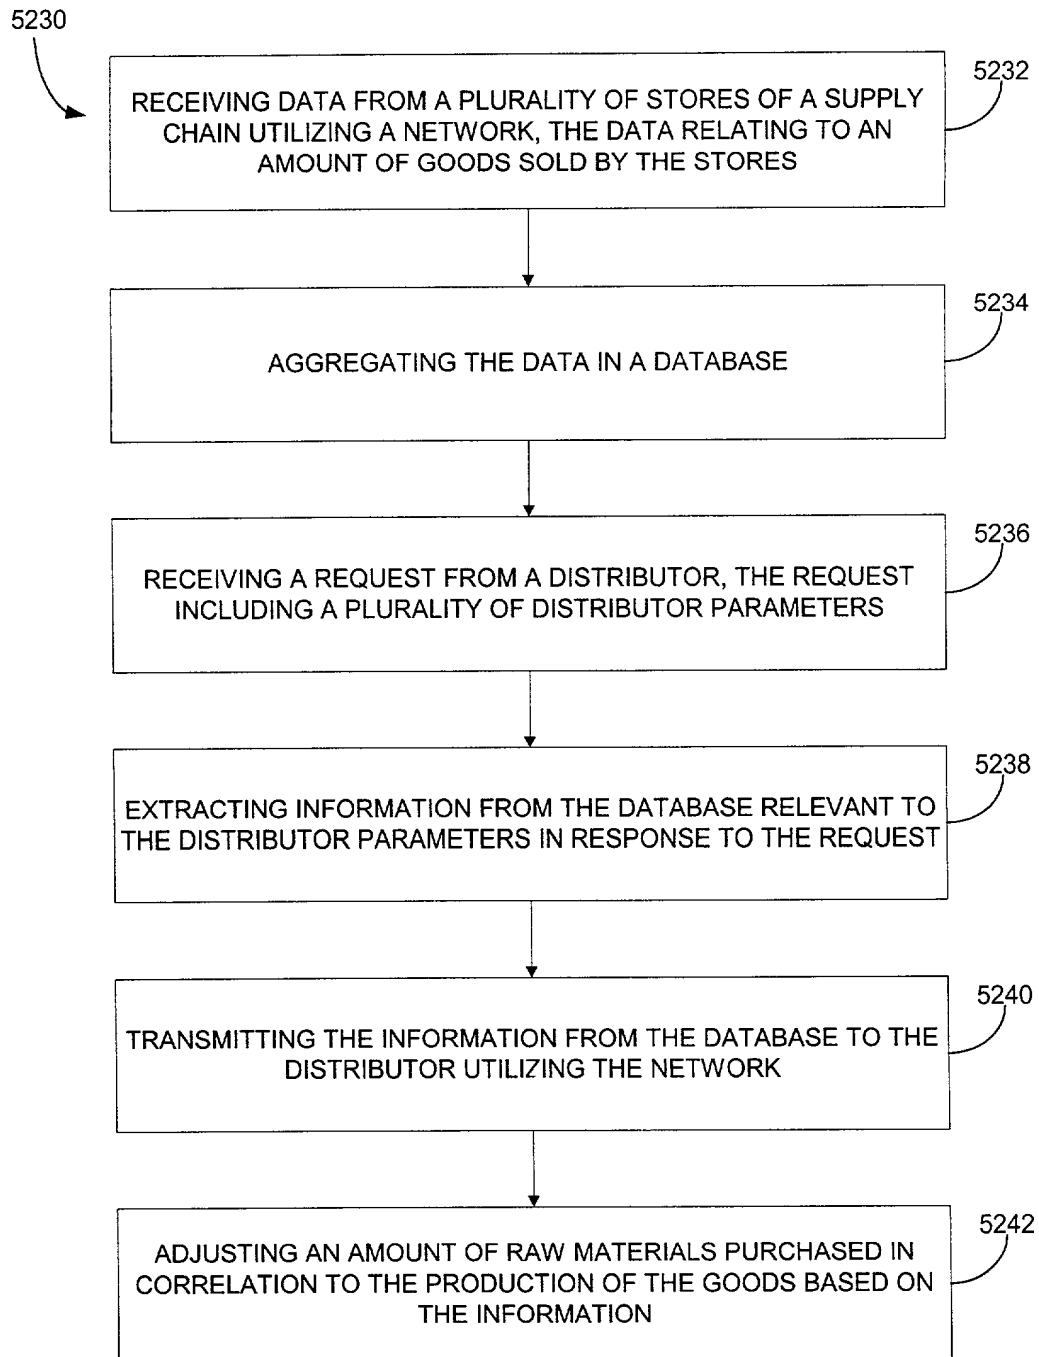 5230
5232
RECEIVING DATA FROM A PLURALITY OF STORES OF A SUPPLY
CHAIN UTILIZING A NETWORK, THE DATA RELATING TO AN
AMOUNT OF GOODS SOLD BY THE STORES
5234
AGGREGATING THE DATA IN A DATABASE
5236
RECEIVING A REQUEST FROM A DISTRIBUTOR, THE REQUEST
INCLUDING A PLURALITY OF DISTRIBUTOR PARAMETERS
5238
EXTRACTING INFORMATION FROM THE DATABASE RELEVANT TO
THE DISTRIBUTOR PARAMETERS IN RESPONSE TO THE REQUEST
5240
TRANSMITTING THE INFORMATION FROM THE DATABASE TO THE
DISTRIBUTOR UTILIZING THE NETWORK
5242
ADJUSTING AN AMOUNT OF RAW MATERIALS PURCHASED IN
CORRELATION TO THE PRODUCTION OF THE GOODS BASED ON
THE INFORMATION